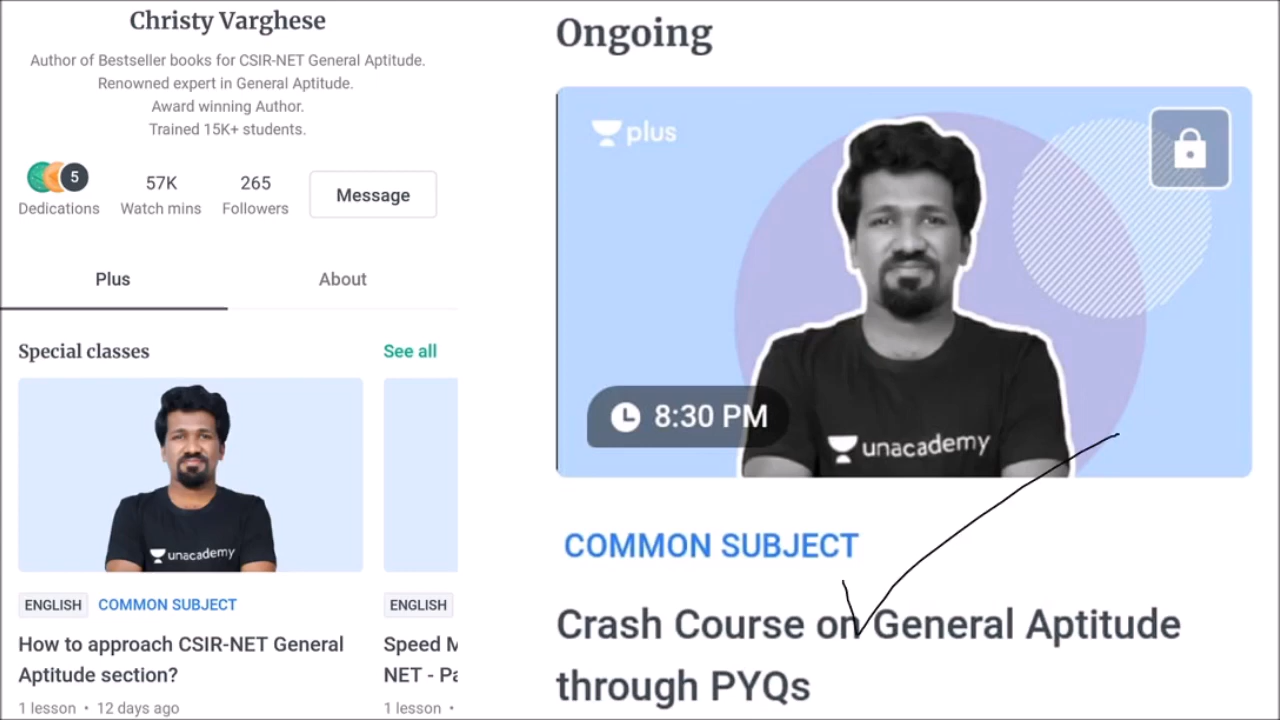 Christy Varghese
Author of Bestseller books for CSIR-NET General Aptitude.
Renowned expert in General Aptitude.
Award winning Author.
Trained 15K+ students.
5
Dedications
57K
Watch mins
265
Followers
Message
Plus
About
Special classes
See all
unacademy
ENGLISH COMMON SUBJECT
How to approach CSIR-NET General
Aptitude section?
1 lesson • 12 days ago
ENGLISH
Speed M
NET - Pa
1 lesson •
Ongoing
plus
8:30 PM
unacademy
COMMON SUBJECT
Crash Course on General Aptitude
through PYQs